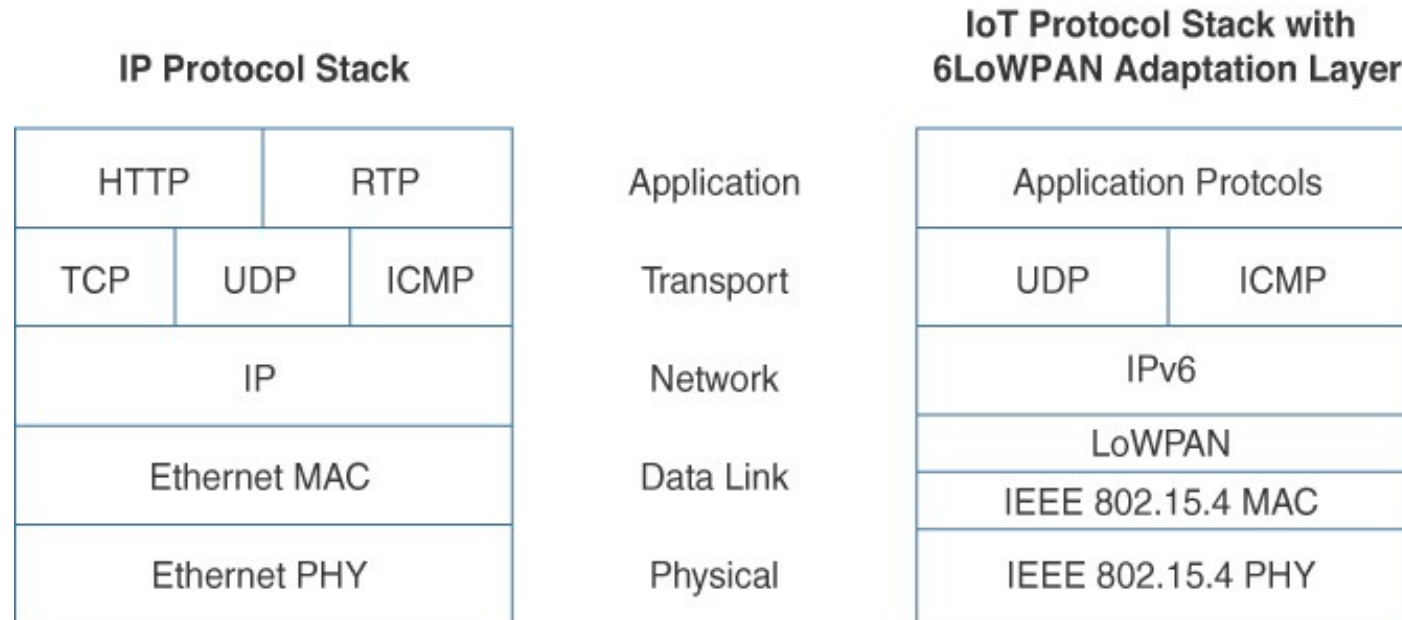 IP Protocol Stack
IoT Protocol Stack with
6LoWPAN Adaptation Layer
HTTP RTP Application Application Protcols
TCP UDP ICMP Transport UDP ICMP
IP Network IPv6
Ethernet MAC Data Link LoWPAN
IEEE 802.15.4 MAC
Ethernet PHY Physical IEEE 802.15.4 PHY